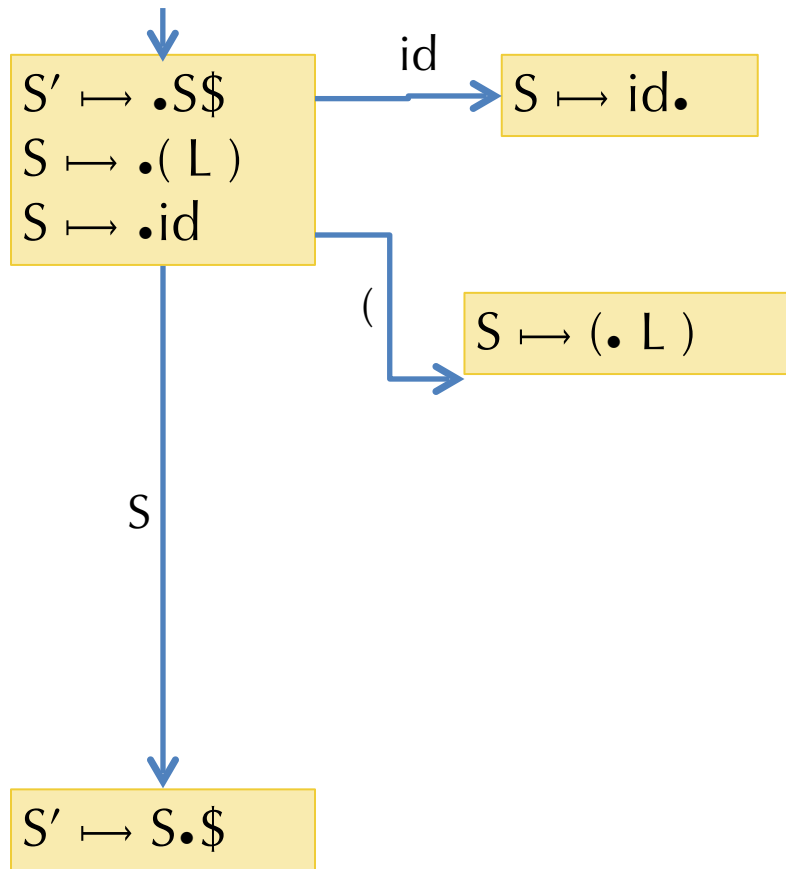 id
S′ ⟼ .S$
S ⟼ .( L )
S ⟼ .id
S ⟼ id.
(
S ⟼ (. L )
S
S′ ⟼ S.$